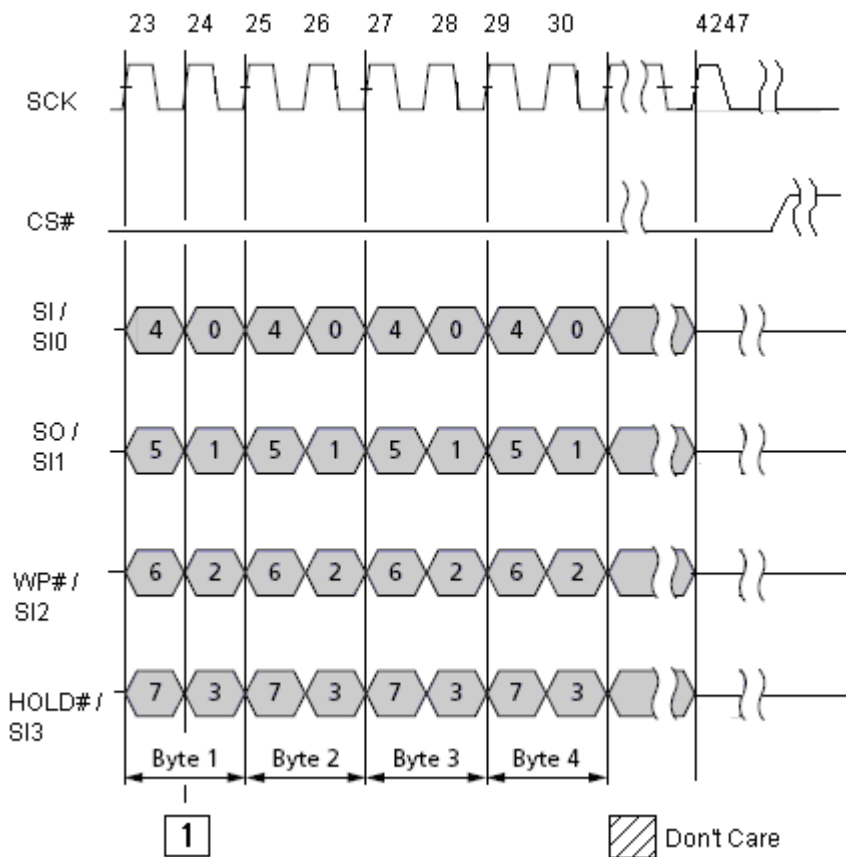 23 24 25 26 27 28 29 30 4247
SCK
CS#
SI /
SI0
4 0 4 0 4 0 4 0
SO /
SI1
5 1 5 1 5 1 5 1
WP# /
SI2
6 2 6 2 6 2 6 2
HOLD# /
SI3
7 3 7 3 7 3 7 3
Byte 1 Byte 2 Byte 3 Byte 4
1
Don't Care